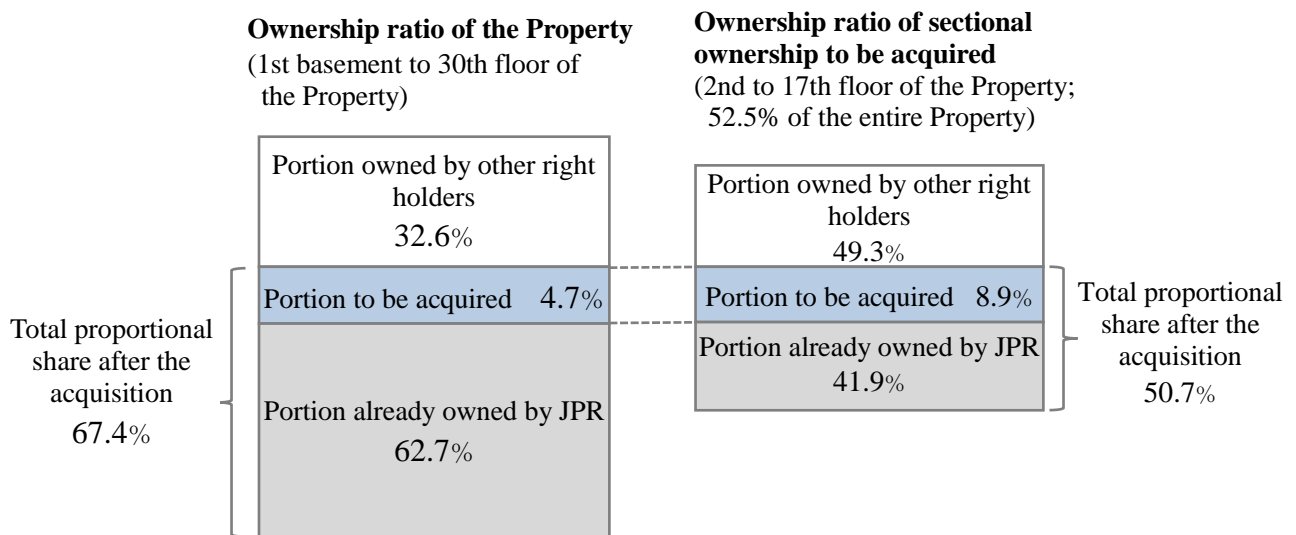 Ownership ratio of the Property
(1st basement to 30th floor of
the Property)
Portion owned by other right
holders
32.6%
Portion to be acquired 4.7%
Portion already owned by JPR
62.7%
Total proportional
share after the
acquisition
67.4%
Ownership ratio of sectional
ownership to be acquired
(2nd to 17th floor of the Property;
52.5% of the entire Property)
Portion owned by other right
holders
49.3%
Portion to be acquired 8.9%
Portion already owned by JPR
41.9%
Total proportional
share after the
acquisition
50.7%